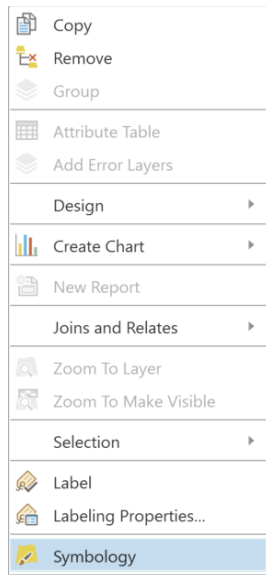 Copy
Remove
Group
Attribute Table
Add Error Layers
Design
Create Chart
New Report
Joins and Relates
Zoom To Layer
Zoom To Make Visible
Selection
Label
Labeling Properties...
Symbology